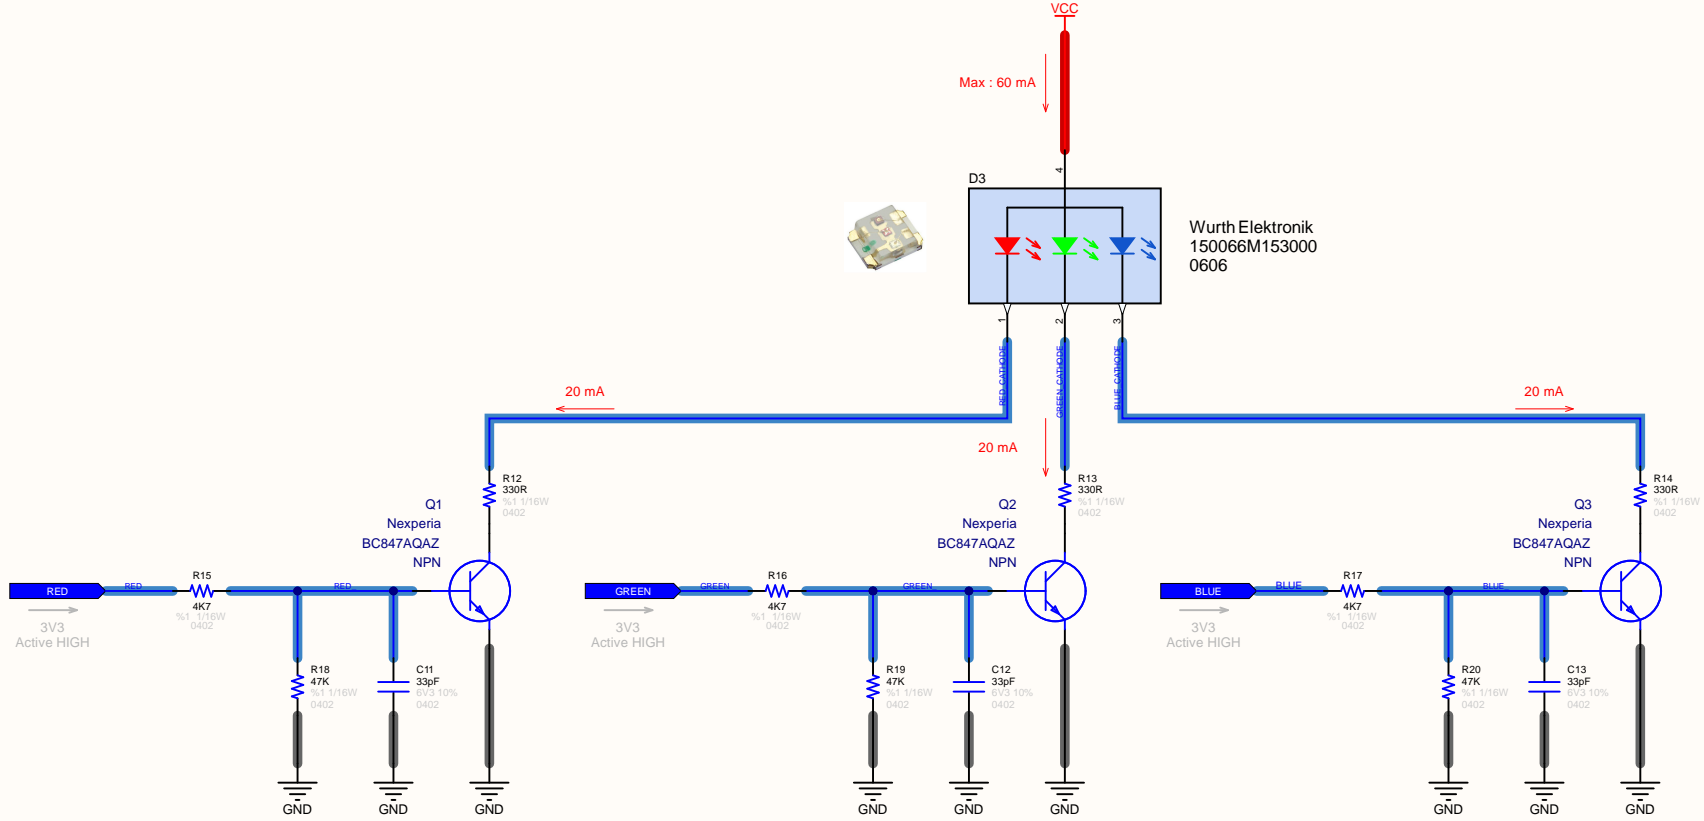 VCC
Max : 60 mA
4
D3
Wurth Elektronik
150066M153000
0606
1
2
3
RED_CATHODE
GREEN_CATHODE
BLUE_CATHODE
20 mA
20 mA
20 mA
R12
330R
%1 1/16W
0402
R13
330R
%1 1/16W
0402
R14
330R
%1 1/16W
0402
Q1
Nexperia
BC847AQAZ
NPN
Q2
Nexperia
BC847AQAZ
NPN
Q3
Nexperia
BC847AQAZ
NPN
RED
RED
R15
4K7
%1 1/16W
0402
RED_
3V3
Active HIGH
GREEN
GREEN
R16
4K7
%1 1/16W
0402
GREEN_
3V3
Active HIGH
BLUE
BLUE
R17
4K7
%1 1/16W
0402
BLUE_
3V3
Active HIGH
R18
47K
%1 1/16W
0402
C11
33pF
6V3 10%
0402
R19
47K
%1 1/16W
0402
C12
33pF
6V3 10%
0402
R20
47K
%1 1/16W
0402
C13
33pF
6V3 10%
0402
GND
GND
GND
GND
GND
GND
GND
GND
GND